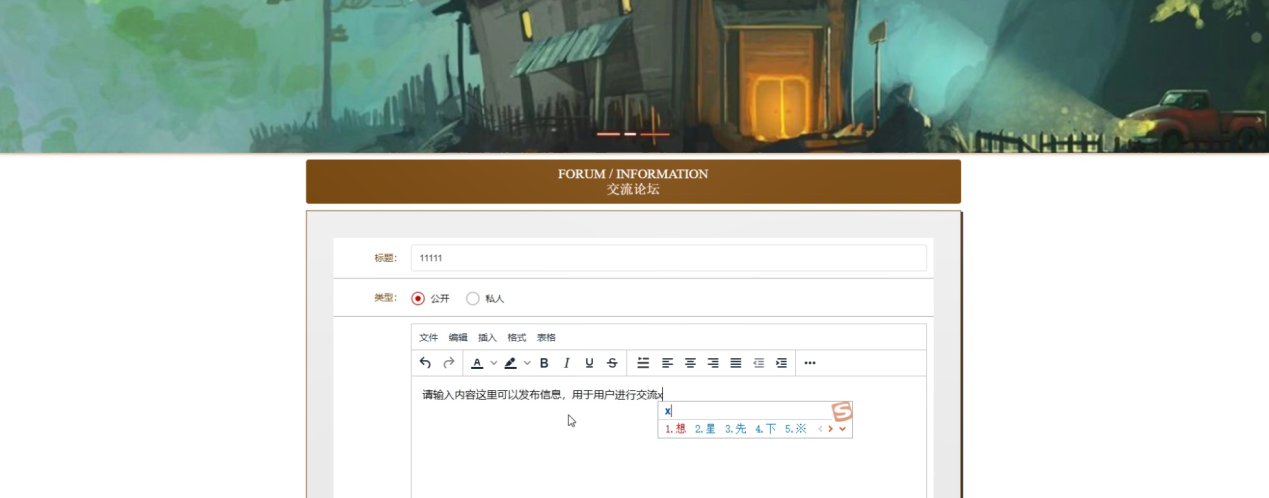 FORUM / INFORMATION
交流论坛
标题： 11111
类型： 公开 私人
文件 编辑 插入 格式 表格
A B I U S
请输入内容这里可以发布信息，用于用户进行交流x
x
1.想 2.星 3.先 4.下 5.※